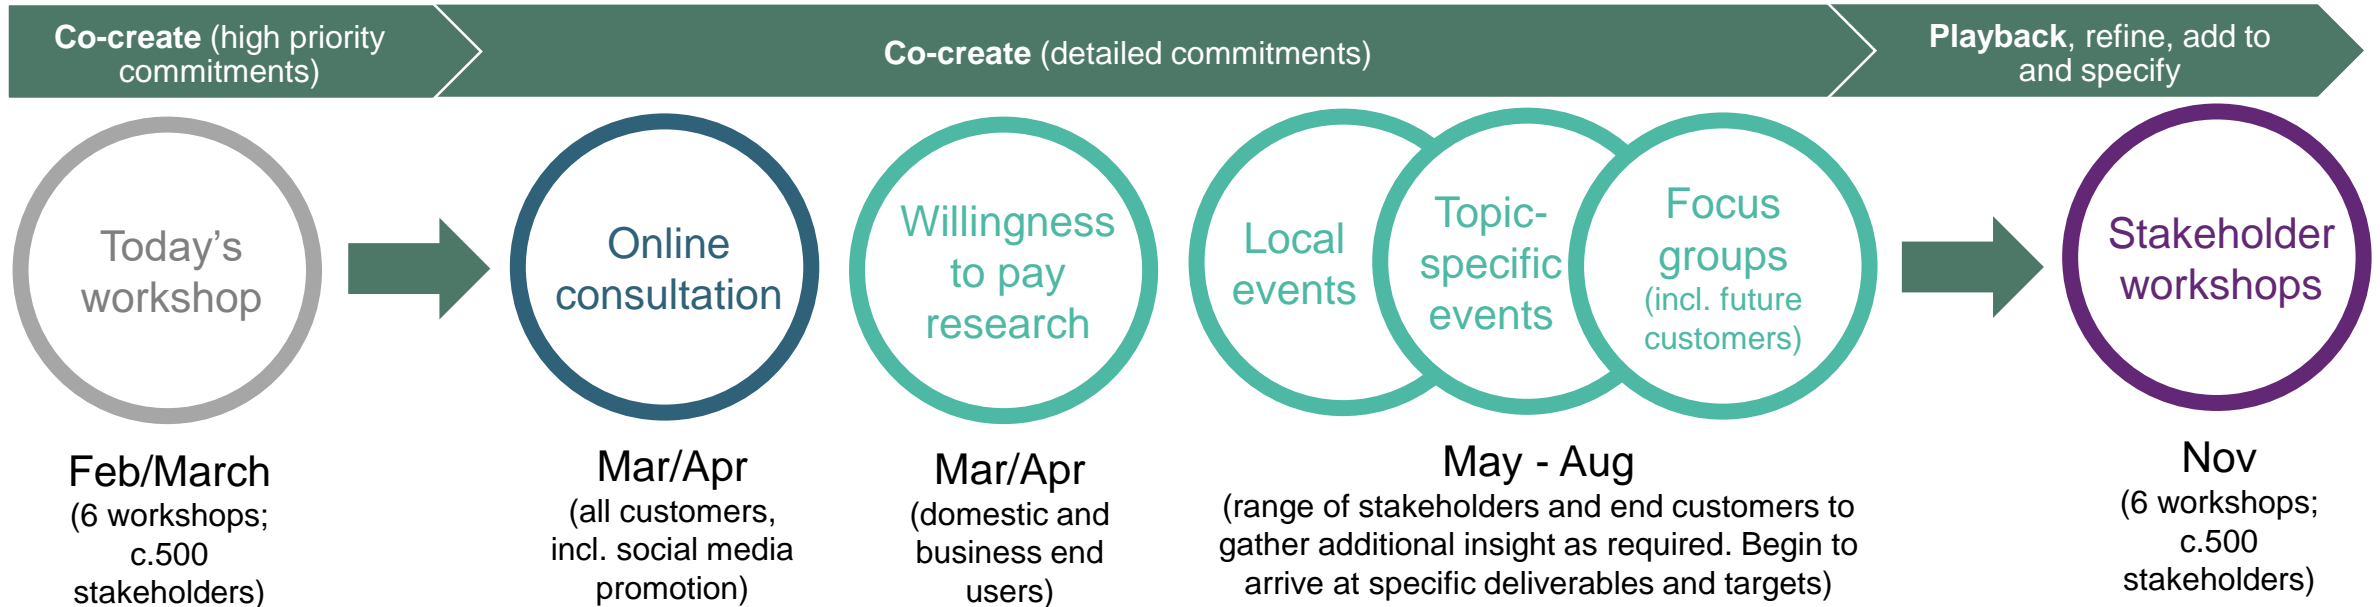 Co-create (high priority
commitments)
Co-create (detailed commitments)
Playback, refine, add to
and specify
Today’s
workshop
Online
consultation
Willingness
to pay
research
Local
events
Topic-
specific
events
Focus
groups
(incl. future
customers)
Stakeholder
workshops
Feb/March
(6 workshops;
c.500
stakeholders)
Mar/Apr
(all customers,
incl. social media
promotion)
Mar/Apr
(domestic and
business end
users)
May - Aug
(range of stakeholders and end customers to
gather additional insight as required. Begin to
arrive at specific deliverables and targets)
Nov
(6 workshops;
c.500
stakeholders)